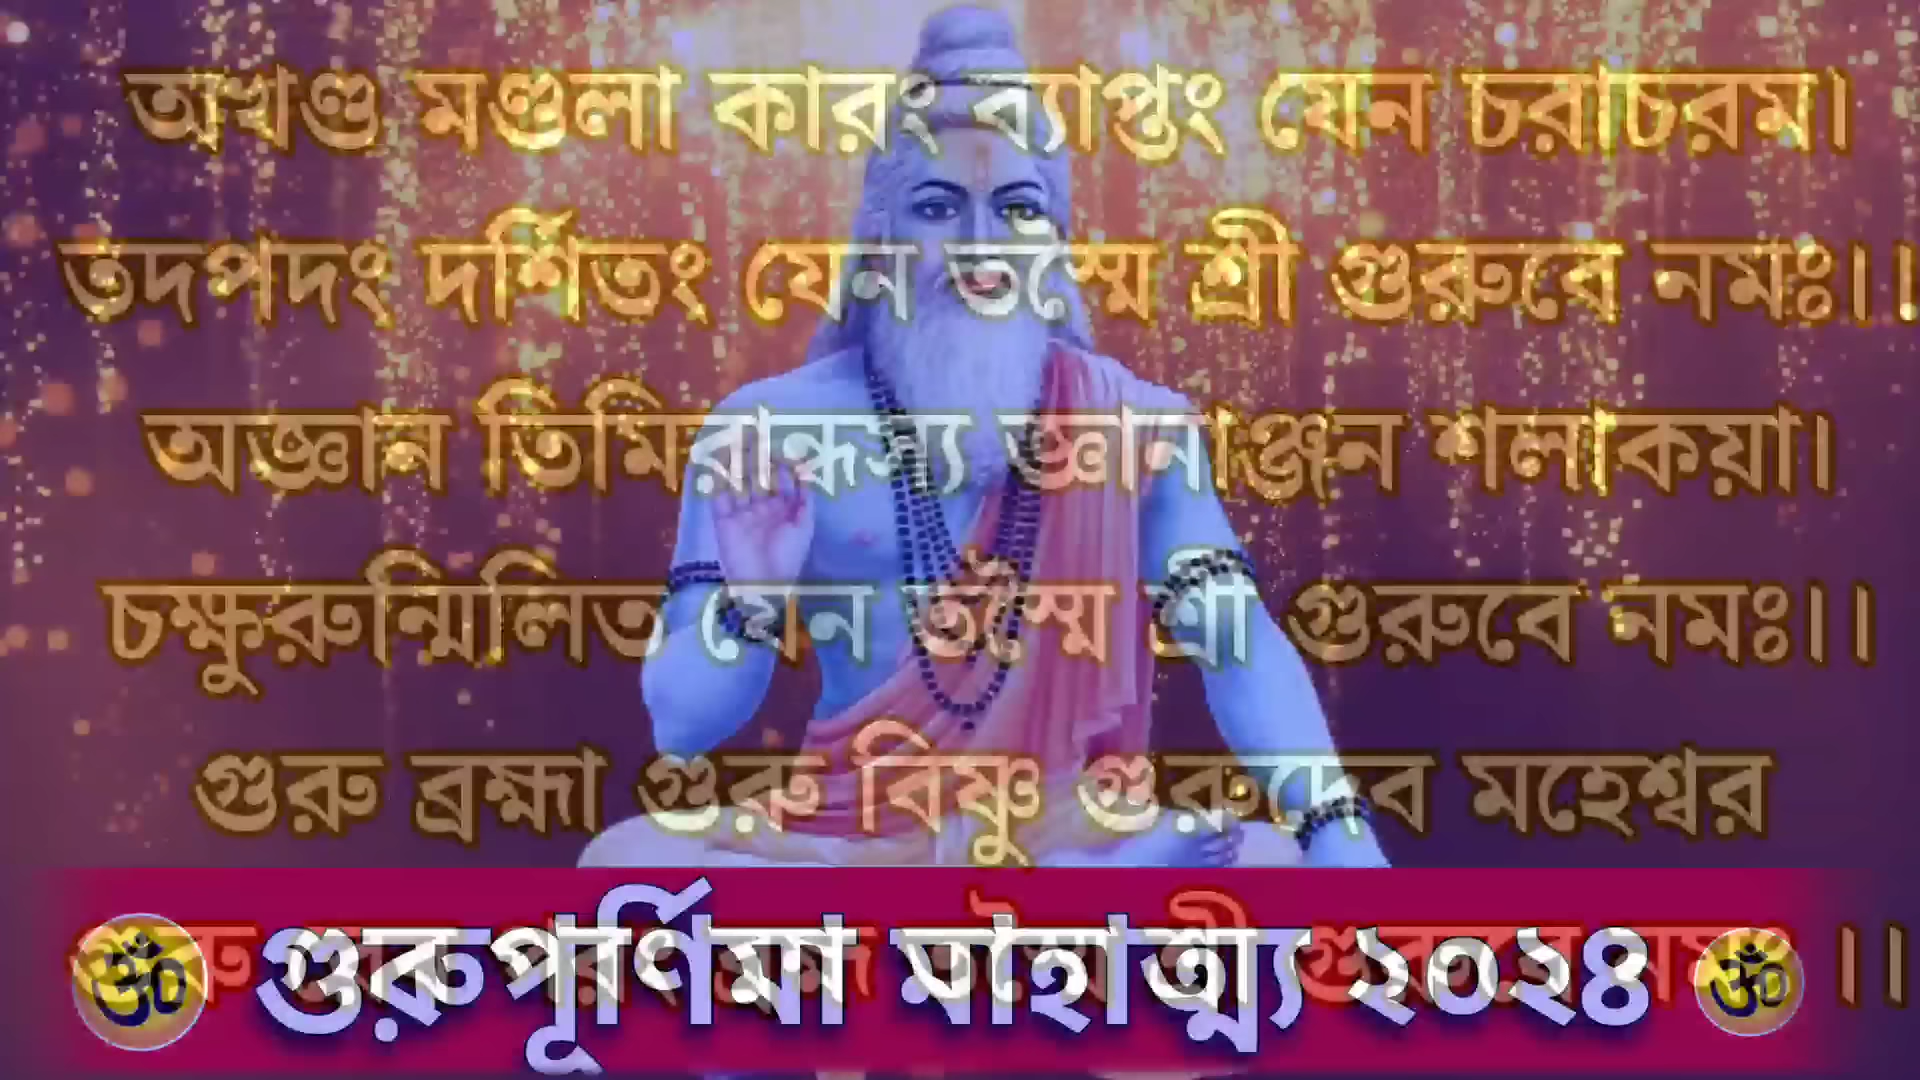 অখণ্ড মণ্ডলা কারং ব্যাপ্তং যেন চরাচরম।
তদপদং দর্শিতং যেন তস্মৈ শ্রী গুরুবে নমঃ।।
অজ্ঞান তিমিরান্ধস্য জ্ঞানাঞ্জন শলাকয়া।
চক্ষুরুন্মিলিত যেন তস্মৈ শ্রী গুরুবে নমঃ।।
গুরু ব্রহ্মা গুরু বিষ্ণু গুরুদেব মহেশ্বর
ॐ গুরুপূর্ণিমা মাহাত্ম্য ২০২৪ ॐ